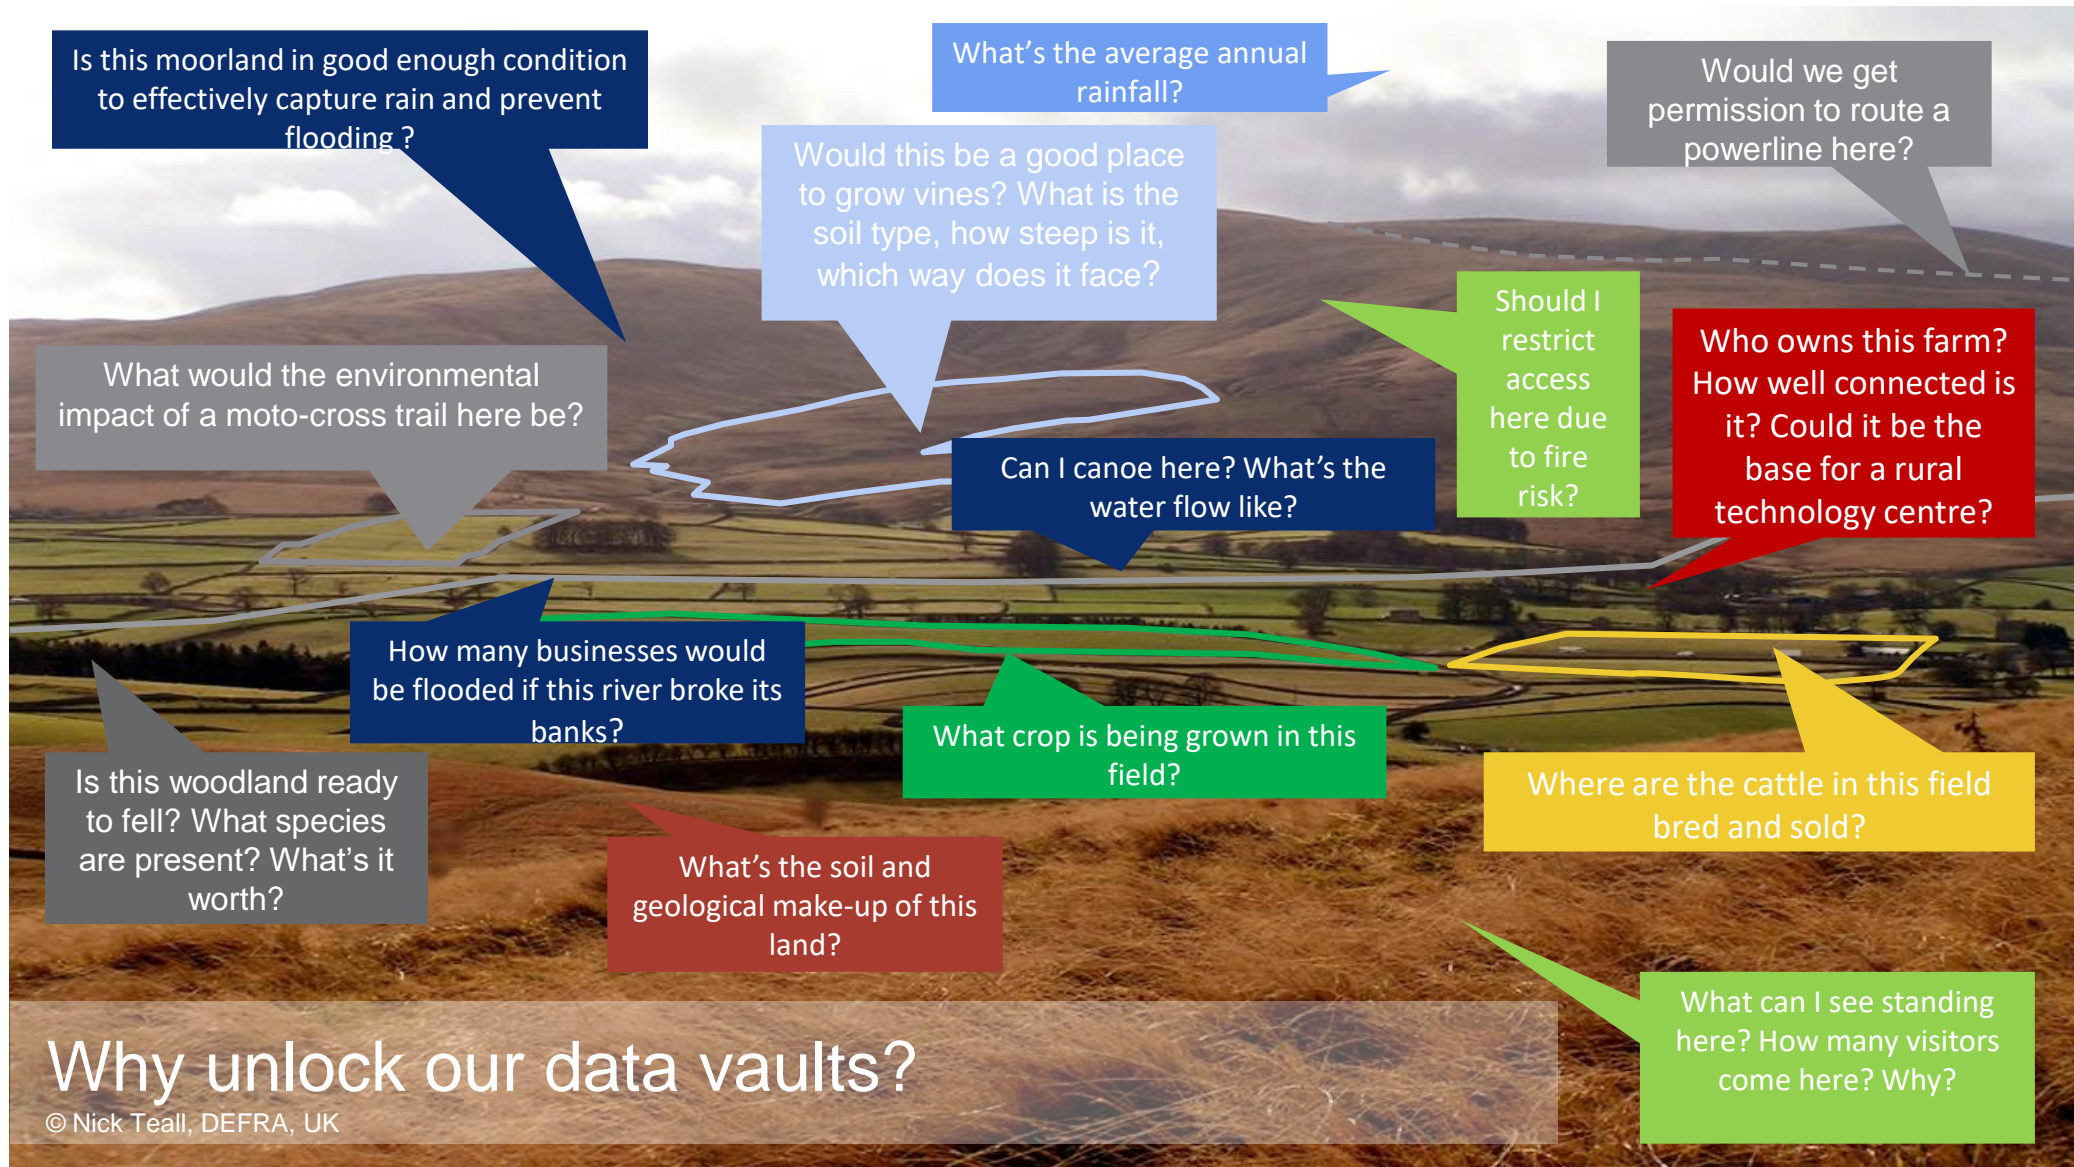 Is this moorland in good enough condition
to effectively capture rain and prevent
flooding ?
What’s the average annual
rainfall?
Would we get
permission to route a
powerline here?
Would this be a good place
to grow vines? What is the
soil type, how steep is it,
which way does it face?
Should I
restrict
access
here due
to fire
risk?
Who owns this farm?
How well connected is
it? Could it be the
base for a rural
technology centre?
What would the environmental
impact of a moto-cross trail here be?
Can I canoe here? What’s the
water flow like?
How many businesses would
be flooded if this river broke its
banks?
What crop is being grown in this
field?
Where are the cattle in this field
bred and sold?
Is this woodland ready
to fell? What species
are present? What’s it
worth?
What’s the soil and
geological make-up of this
land?
What can I see standing
here? How many visitors
come here? Why?
Why unlock our data vaults?
© Nick Teall, DEFRA, UK